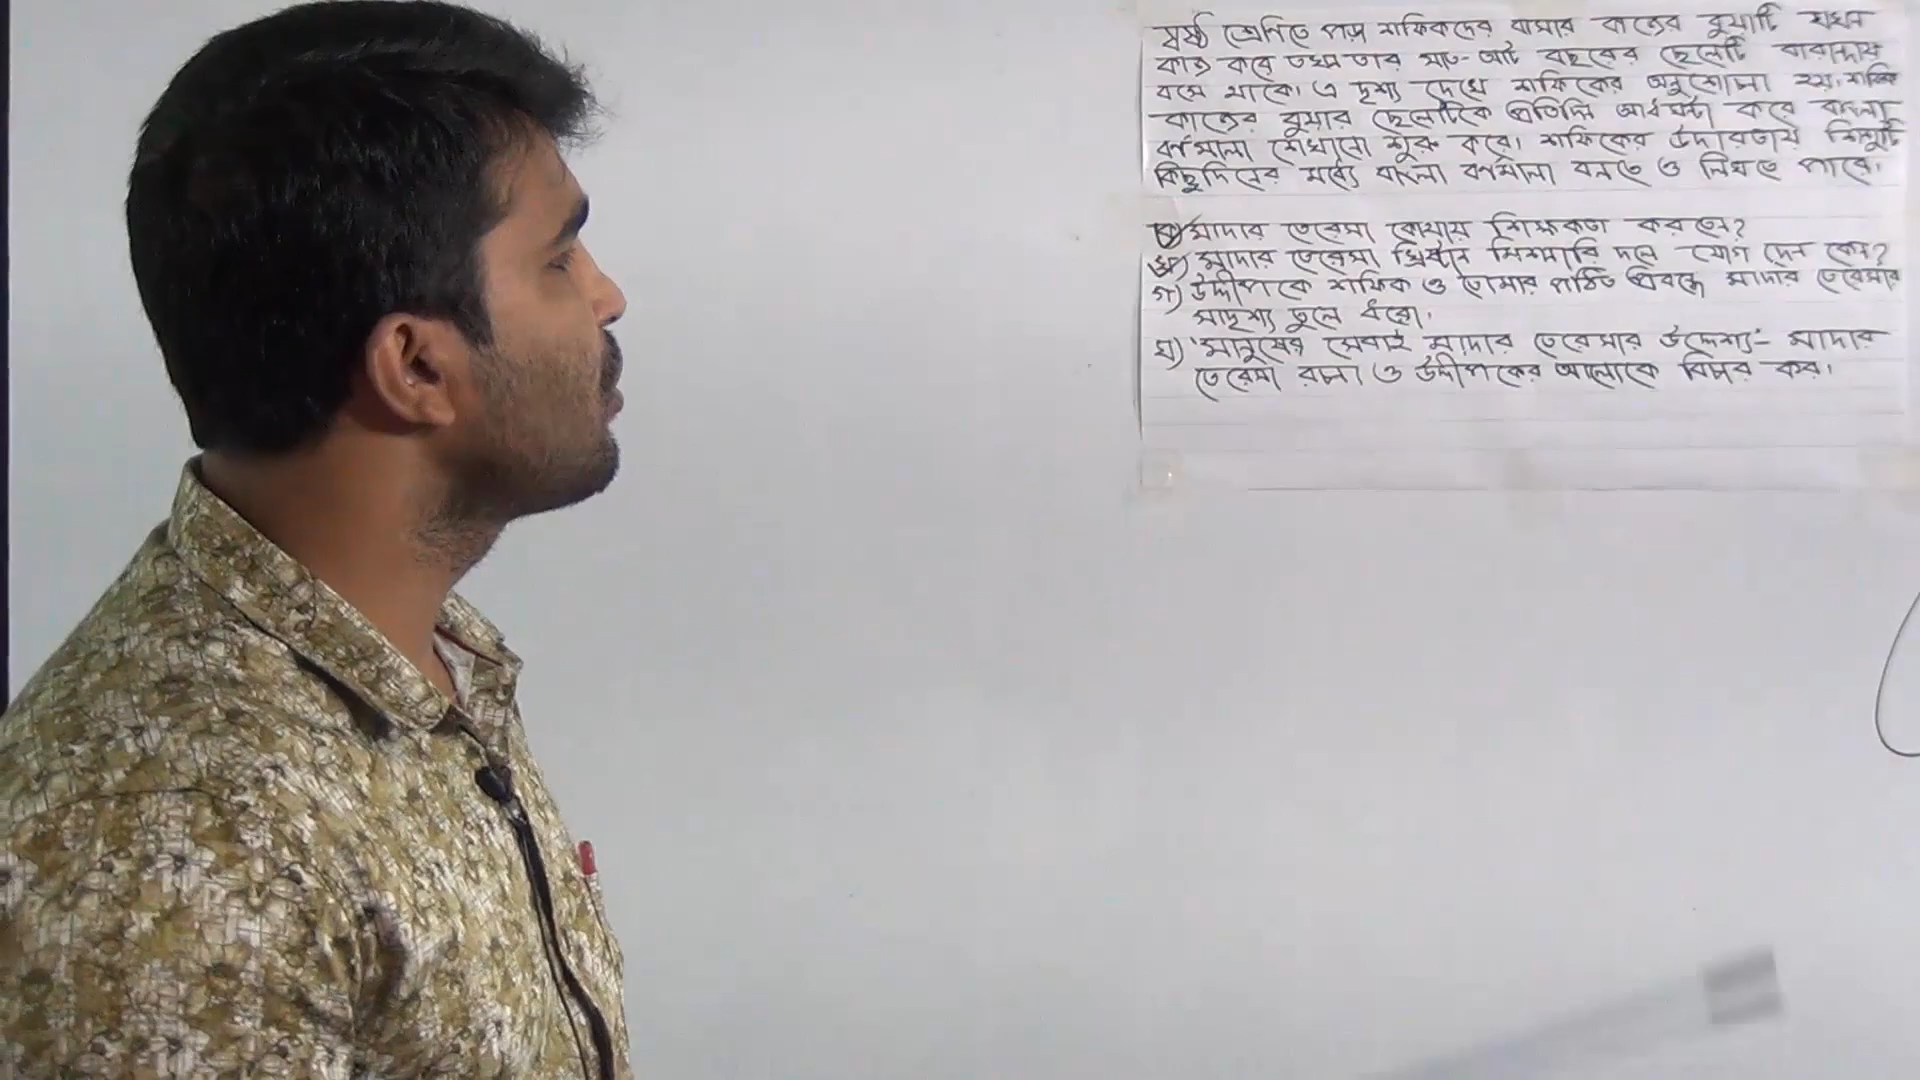 ষষ্ঠ শ্রেণিতে পড়া শফিকদের বাসার কাজের বুয়াটি যখন
কাজ করে তখন তার সাত-আট বছরের ছেলেটি বারান্দায়
বসে থাকে। এ দৃশ্য দেখে শফিকের অনুশোচনা হয়। শফিক
কাজের বুয়ার ছেলেটিকে প্রতিদিন আধঘন্টা করে বাংলা
বর্ণমালা শেখানো শুরু করে। শফিকের উদারতায় শিশুটি
কিছুদিনের মধ্যে বাংলা বর্ণমালা বলতে ও লিখতে পারে।
ক) মাদার তেরেসা কোথায় শিক্ষকতা করতেন?
খ) মাদার তেরেসা খ্রিষ্টান মিশনারি দলে যোগ দেন কেন?
গ) উদ্দীপকে শফিক ও তোমার পঠিত প্রবন্ধে মাদার তেরেসার
সাদৃশ্য তুলে ধরো।
ঘ) 'মানুষের সেবাই মাদার তেরেসার উদ্দেশ্য'- মাদার
তেরেসা রচনা ও উদ্দীপকের আলোকে বিচার কর।